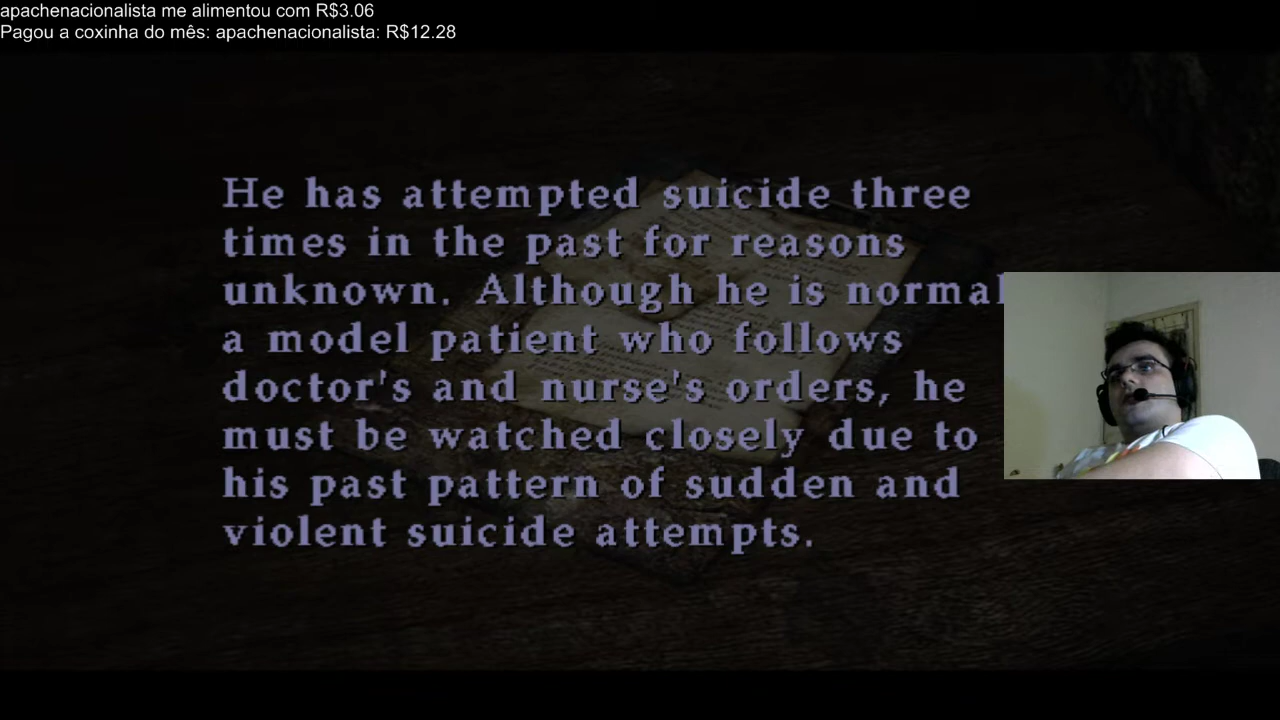 apachenacionalista me alimentou com R$3.06
Pagou a coxinha do mês: apachenacionalista: R$12.28
He has attempted suicide three
times in the past for reasons
unknown. Although he is normal
a model patient who follows
doctor's and nurse's orders, he
must be watched closely due to
his past pattern of sudden and
violent suicide attempts.